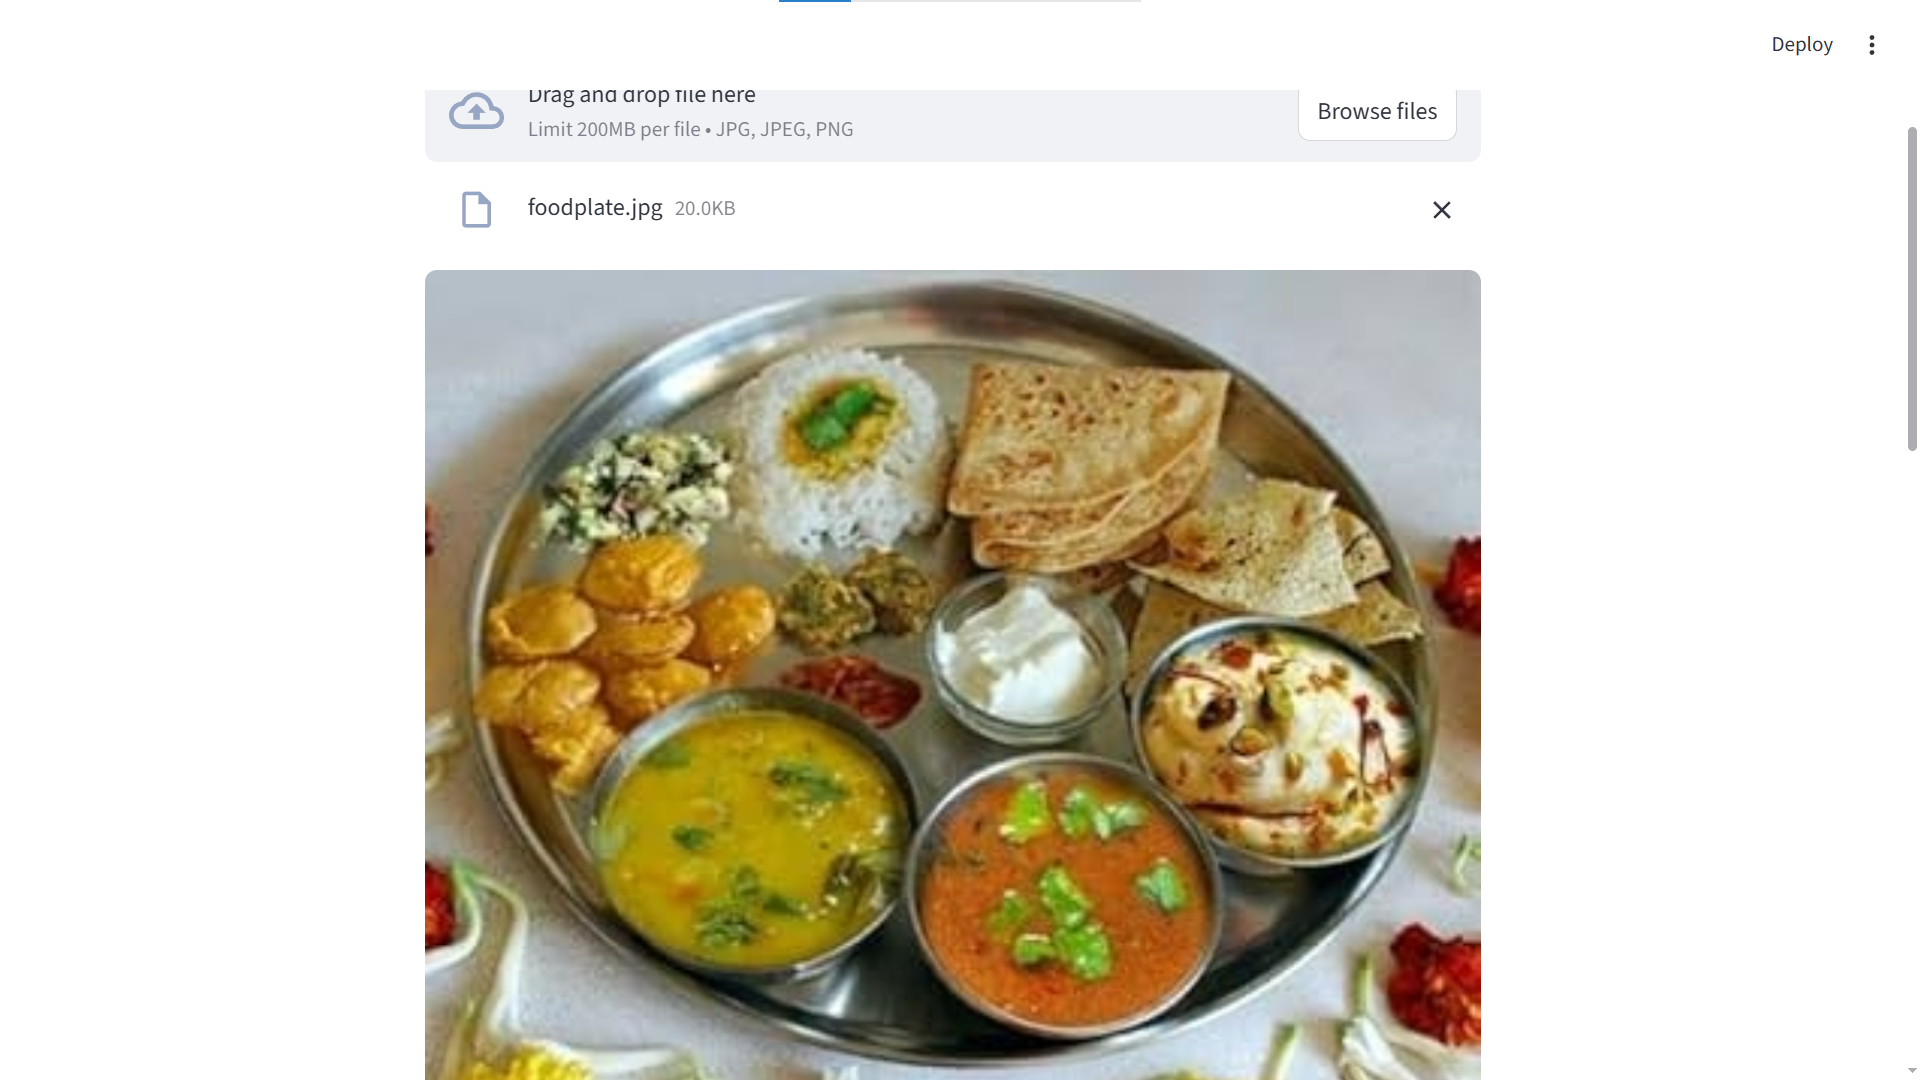 Deploy
Drag and drop file here
Limit 200MB per file • JPG, JPEG, PNG
Browse files
foodplate.jpg 20.0KB